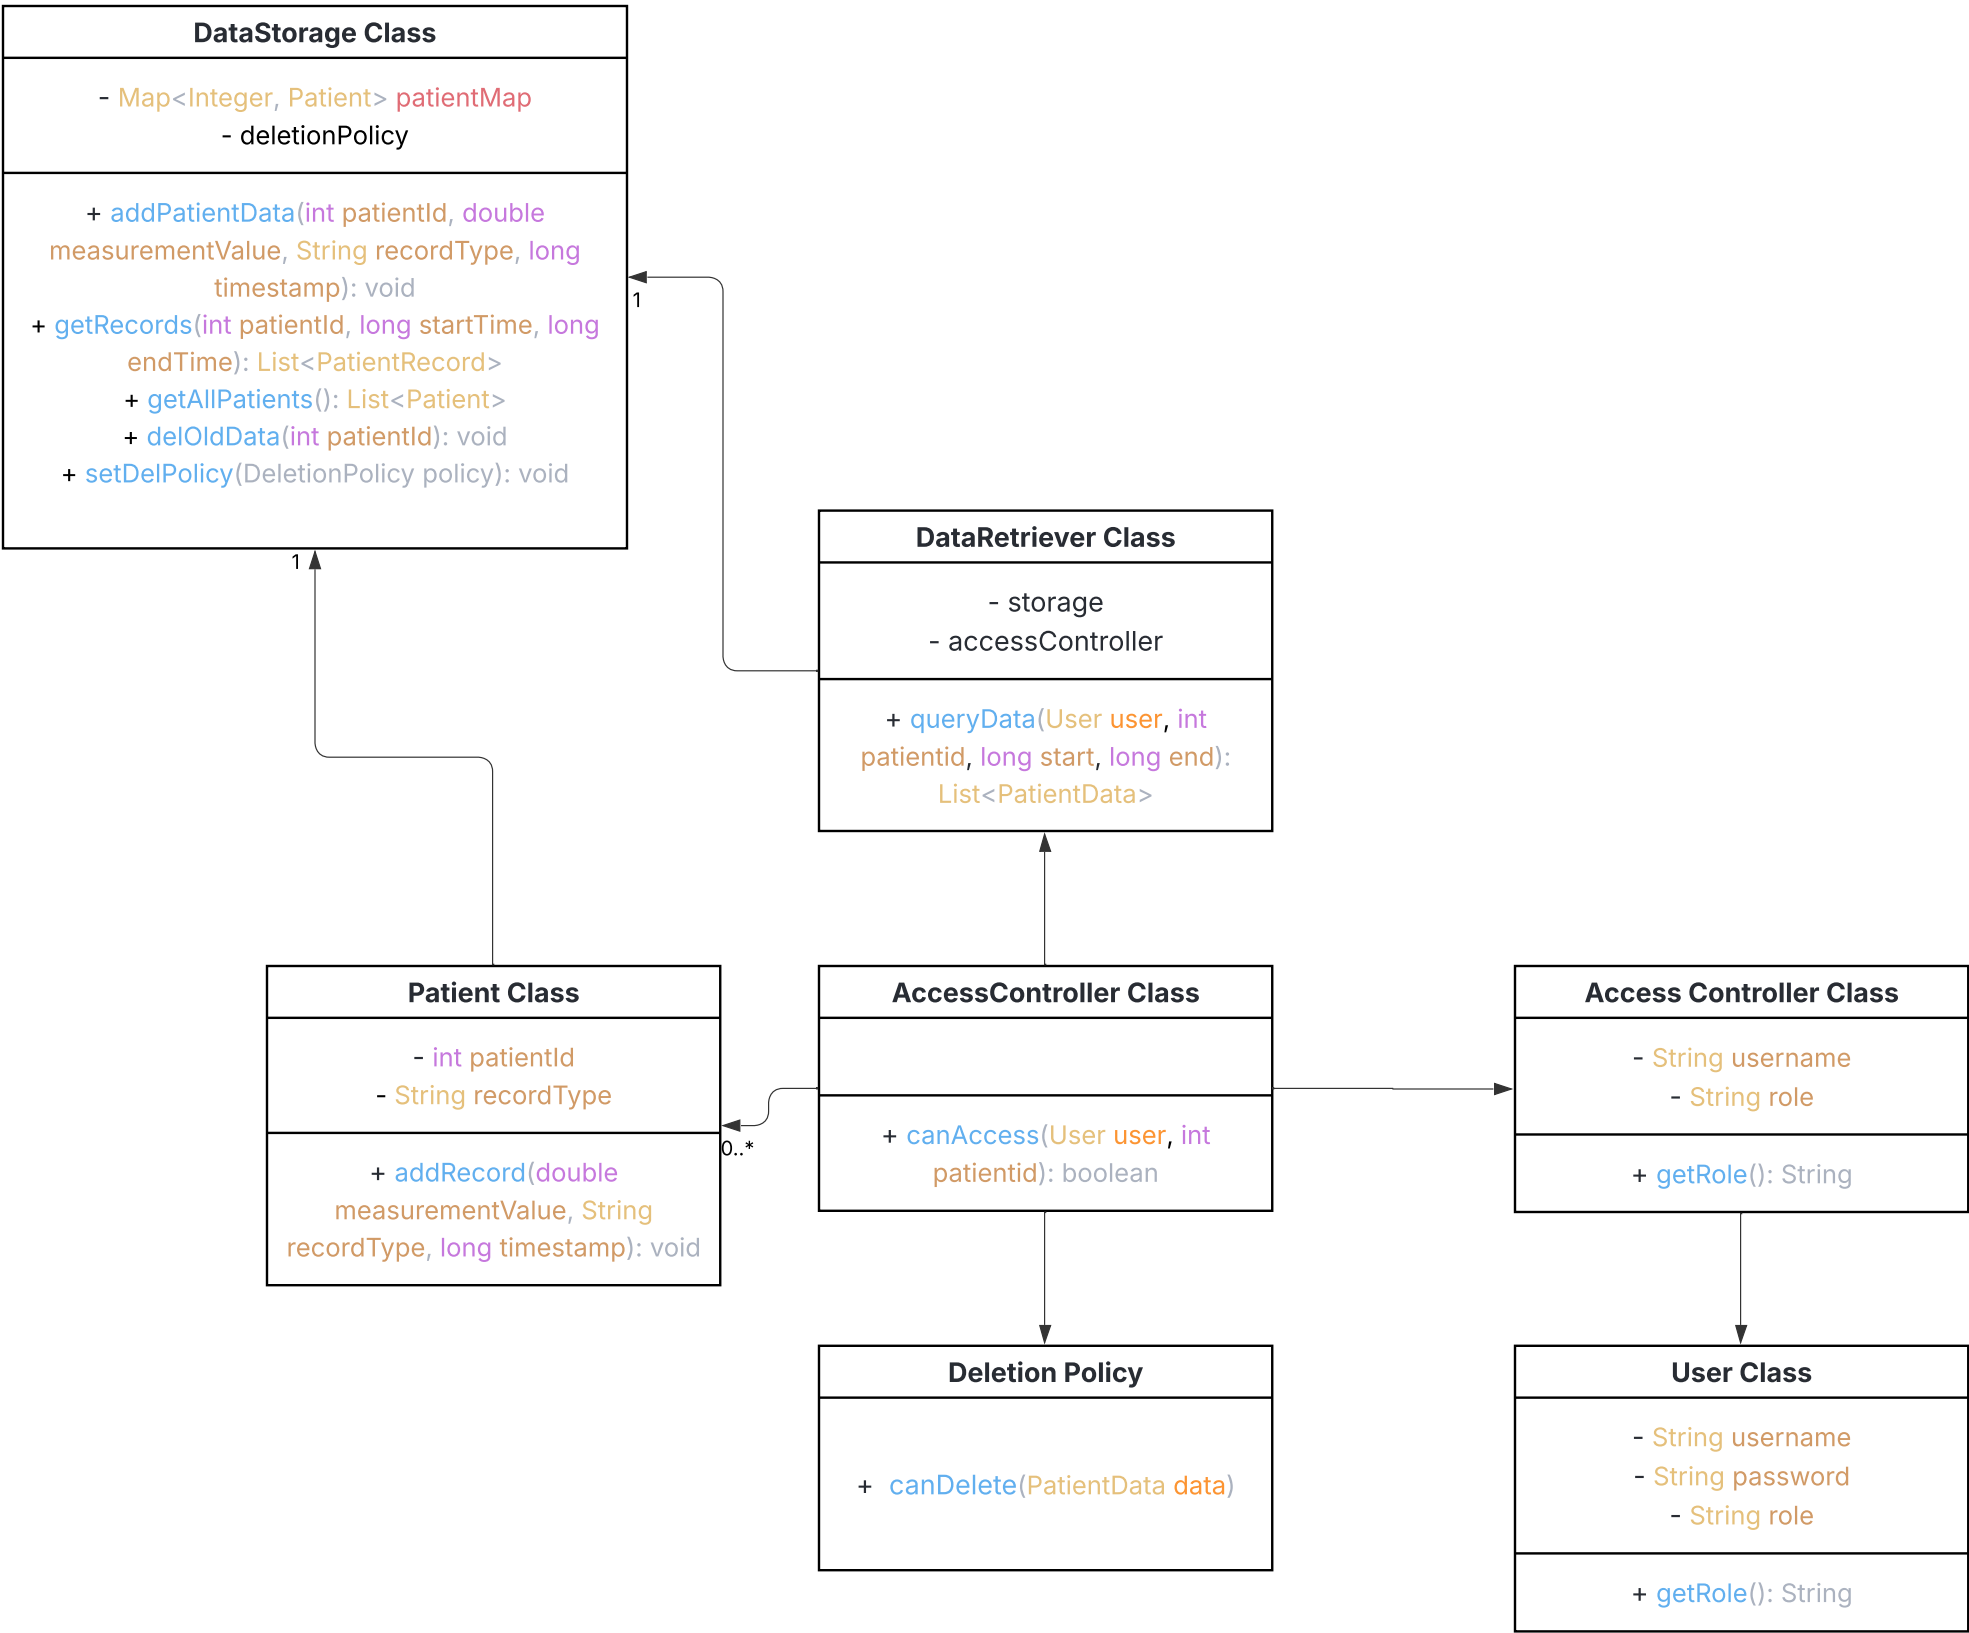 DataStorage Class
- Map<Integer, Patient> patientMap
- deletionPolicy
+ addPatientData(int patientId, double
measurementValue, String recordType, long
timestamp): void
+ getRecords(int patientId, long startTime, long
endTime): List<PatientRecord>
+ getAllPatients(): List<Patient>
+ delOldData(int patientId): void
+ setDelPolicy(DeletionPolicy policy): void
1
1
DataRetriever Class
- storage
- accessController
+ queryData(User user, int
patientid, long start, long end):
List<PatientData>
Patient Class
- int patientId
- String recordType
+ addRecord(double
measurementValue, String
recordType, long timestamp): void
0..*
AccessController Class
+ canAccess(User user, int
patientid): boolean
Access Controller Class
- String username
- String role
+ getRole(): String
Deletion Policy
+ canDelete(PatientData data)
User Class
- String username
- String password
- String role
+ getRole(): String